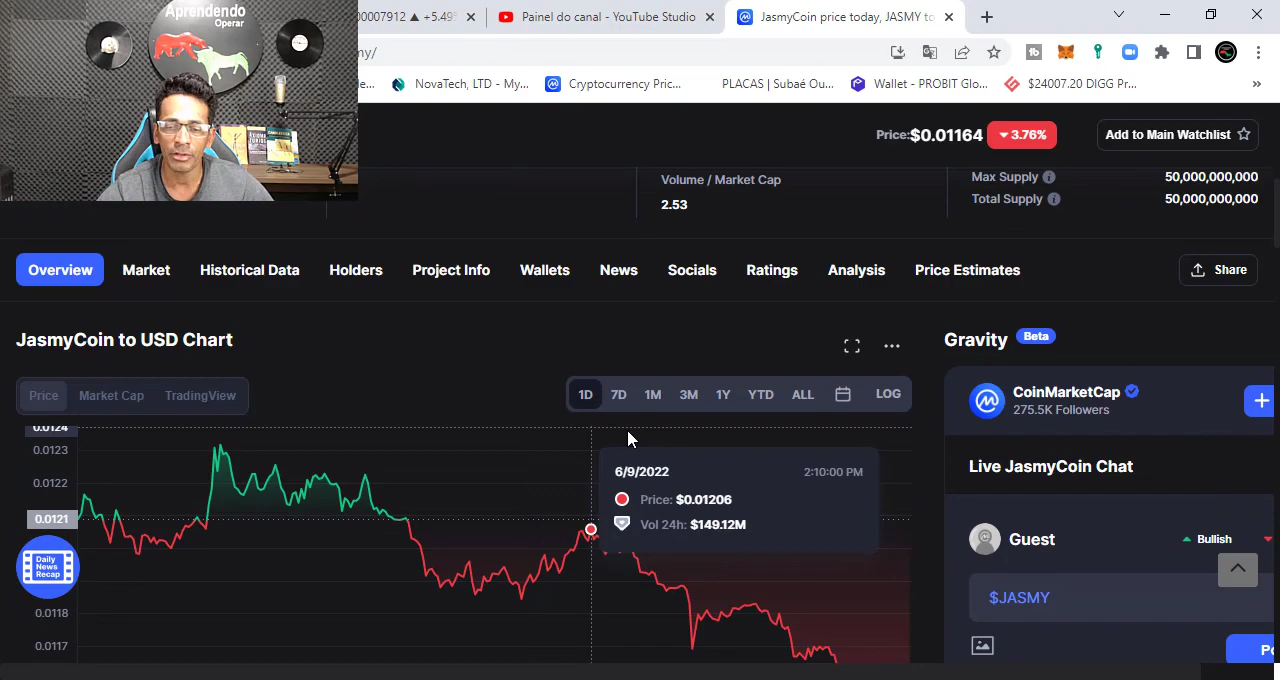 Aprendendo
Operar
00007912 ▲ +5.49
Painel do canal - YouTube Studio
JasmyCoin price today, JASMY to
my/
e...
NovaTech, LTD - My...
Cryptocurrency Pric...
PLACAS | Subaé Ou...
Wallet - PROBIT Glo...
$24007.20 DIGG Pr...
»
Price: $0.01164
3.76%
Add to Main Watchlist
Volume / Market Cap
2.53
Max Supply
50,000,000,000
Total Supply
50,000,000,000
Overview
Market
Historical Data
Holders
Project Info
Wallets
News
Socials
Ratings
Analysis
Price Estimates
Share
JasmyCoin to USD Chart
Price
Market Cap
TradingView
1D
7D
1M
3M
1Y
YTD
ALL
LOG
0.0124
0.0123
0.0122
0.0121
0.0118
0.0117
6/9/2022
2:10:00 PM
Price: $0.01206
Vol 24h: $149.12M
Daily
News
Recap
Gravity
Beta
CoinMarketCap
275.5K Followers
Live JasmyCoin Chat
Guest
Bullish
$JASMY
Po